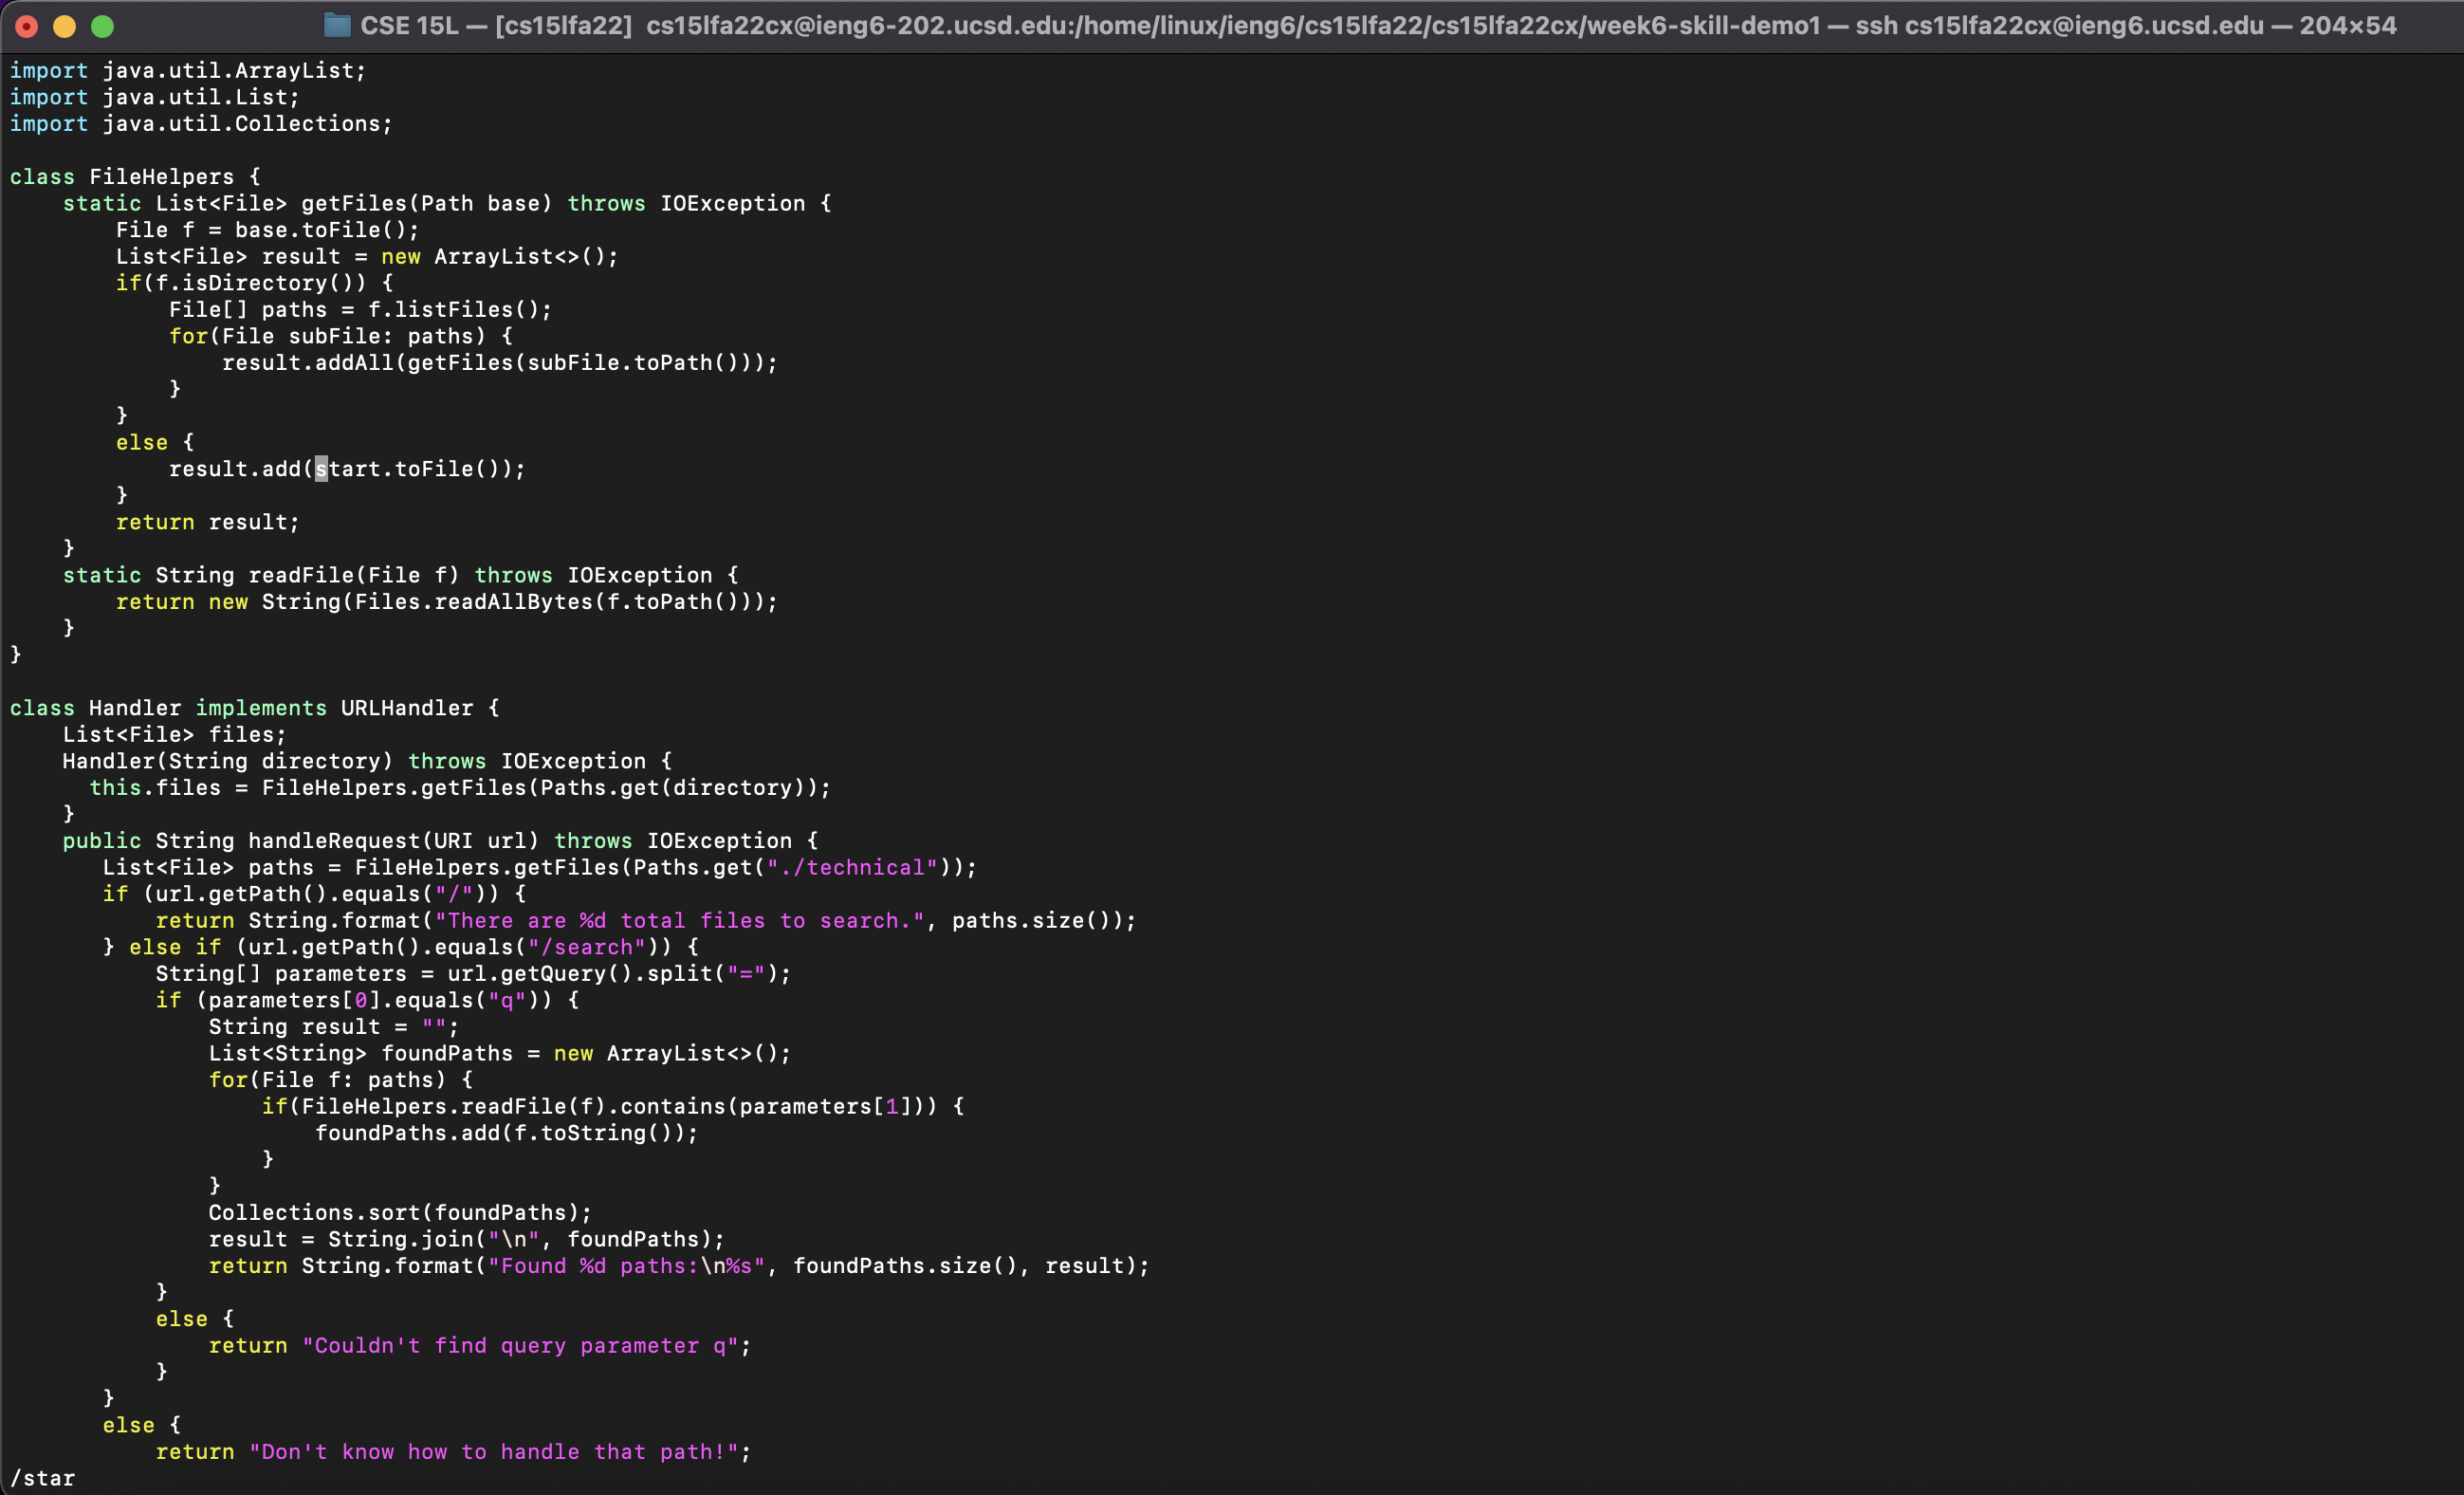 CSE 15L — [cs15lfa22] cs15lfa22cx@ieng6-202.ucsd.edu:/home/linux/ieng6/cs15lfa22/cs15lfa22cx/week6-skill-demo1 — ssh cs15lfa22cx@ieng6.ucsd.edu — 204×54
import java.util.ArrayList;
import java.util.List;
import java.util.Collections;

class FileHelpers {
    static List<File> getFiles(Path base) throws IOException {
        File f = base.toFile();
        List<File> result = new ArrayList<>();
        if(f.isDirectory()) {
            File[] paths = f.listFiles();
            for(File subFile: paths) {
                result.addAll(getFiles(subFile.toPath()));
            }
        }
        else {
            result.add(start.toFile());
        }
        return result;
    }
    static String readFile(File f) throws IOException {
        return new String(Files.readAllBytes(f.toPath()));
    }
}

class Handler implements URLHandler {
    List<File> files;
    Handler(String directory) throws IOException {
      this.files = FileHelpers.getFiles(Paths.get(directory));
    }
    public String handleRequest(URI url) throws IOException {
       List<File> paths = FileHelpers.getFiles(Paths.get("./technical"));
       if (url.getPath().equals("/")) {
           return String.format("There are %d total files to search.", paths.size());
       } else if (url.getPath().equals("/search")) {
           String[] parameters = url.getQuery().split("=");
           if (parameters[0].equals("q")) {
               String result = "";
               List<String> foundPaths = new ArrayList<>();
               for(File f: paths) {
                   if(FileHelpers.readFile(f).contains(parameters[1])) {
                       foundPaths.add(f.toString());
                   }
               }
               Collections.sort(foundPaths);
               result = String.join("\n", foundPaths);
               return String.format("Found %d paths:\n%s", foundPaths.size(), result);
           }
           else {
               return "Couldn't find query parameter q";
           }
       }
       else {
           return "Don't know how to handle that path!";
/star